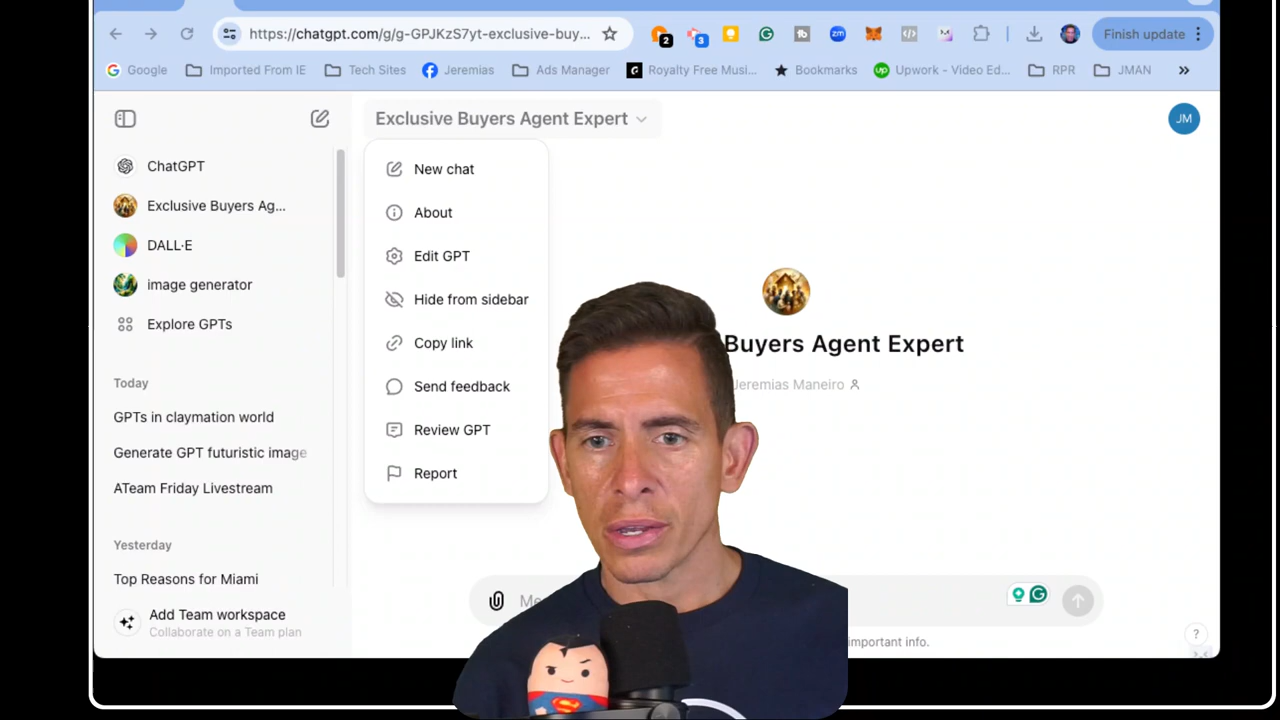 https://chatgpt.com/g/g-GPJKzS7yt-exclusive-buy...
2
3
zm
Finish update
Google
Imported From IE
Tech Sites
Jeremias
Ads Manager
Royalty Free Musi...
Bookmarks
up Upwork - Video Ed...
RPR
JMAN
»
Exclusive Buyers Agent Expert
JM
ChatGPT
Exclusive Buyers Ag...
DALL·E
image generator
Explore GPTs
Today
GPTs in claymation world
Generate GPT futuristic image
ATeam Friday Livestream
Yesterday
Top Reasons for Miami
Add Team workspace
Collaborate on a Team plan
New chat
About
Edit GPT
Hide from sidebar
Copy link
Send feedback
Review GPT
Report
Buyers Agent Expert
Jeremias Maneiro
important info.
?